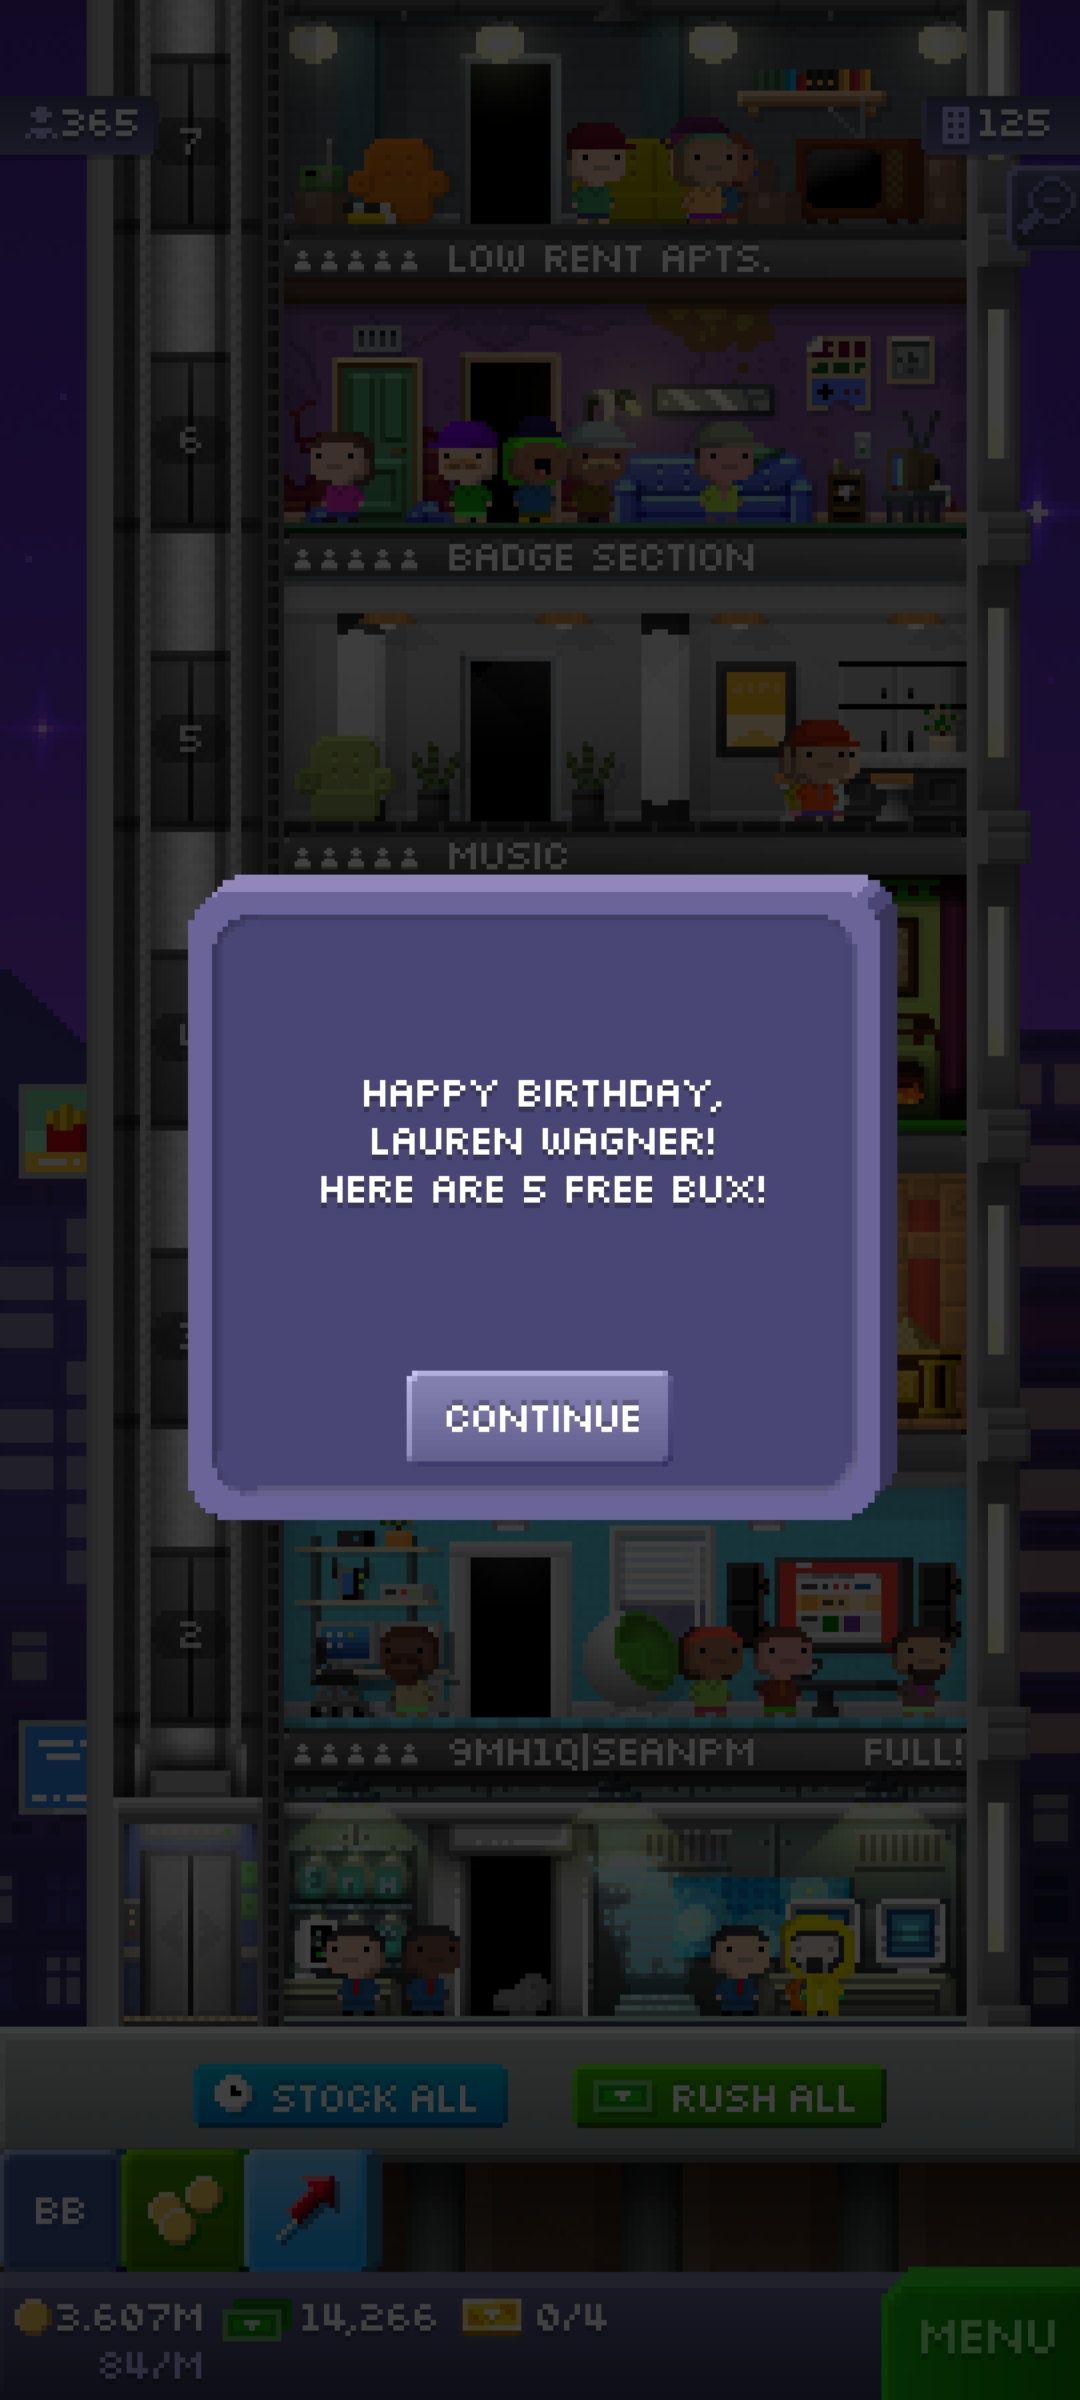 365
125
7
LOW RENT APTS.
6
BADGE SECTION
5
MUSIC
HAPPY BIRTHDAY,
LAUREN WAGNER!
HERE ARE 5 FREE BUX!
CONTINUE
2
9MH1Q|SEANPM FULL!
STOCK ALL
RUSH ALL
BB
3.607M
14,266
0/4
84/M
MENU